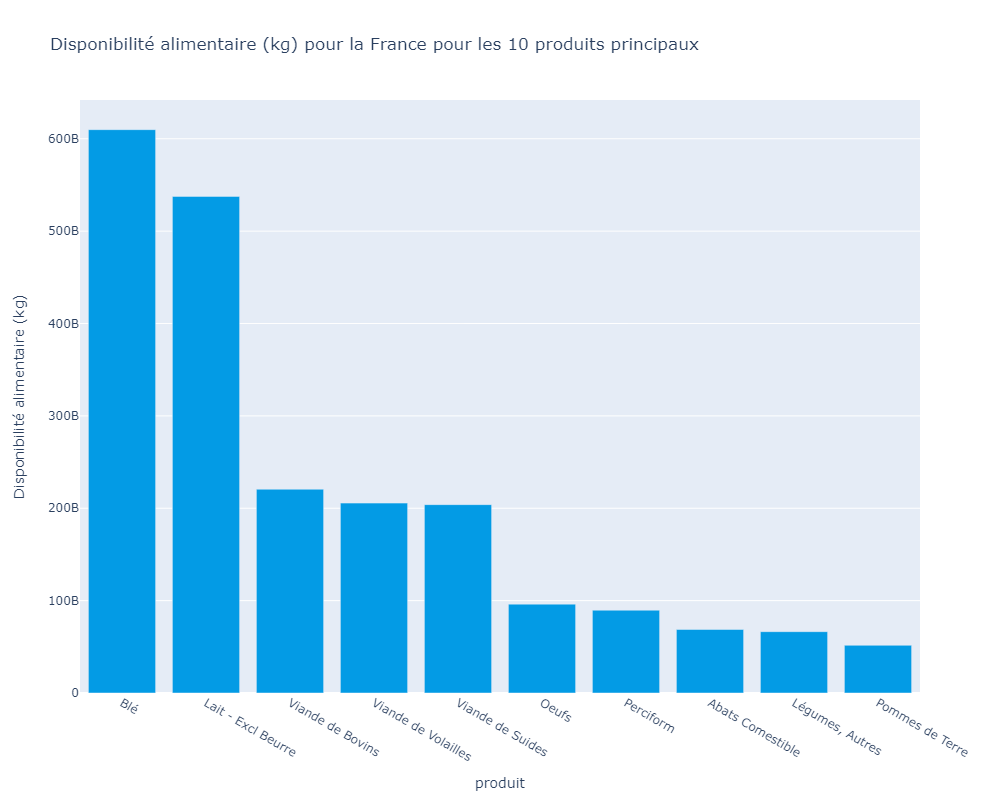 Disponibilité alimentaire (kg) pour la France pour les 10 produits principaux
Disponibilité alimentaire (kg)
600B
500B
400B
300B
200B
100B
0
Blé
Lait - Excl Beurre
Viande de Bovins
Viande de Volailles
Viande de Suides
Oeufs
Perciform
Abats Comestible
Légumes, Autres
Pommes de Terre
produit